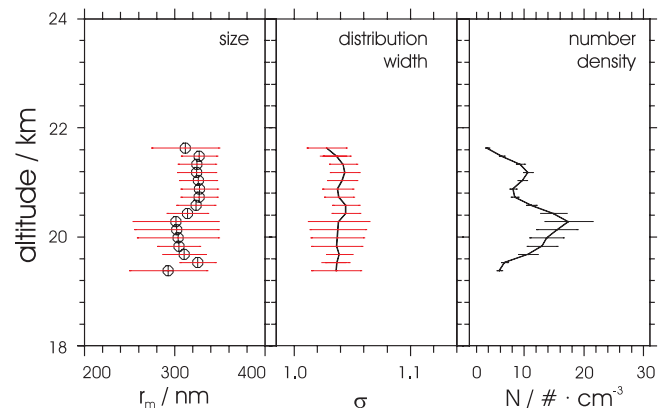 24
22
20
18
altitude / km
size
distribution
width
number
density
200
300
400
1.0
1.1
0
10
20
30
r_m / nm
σ
N / # · cm⁻³